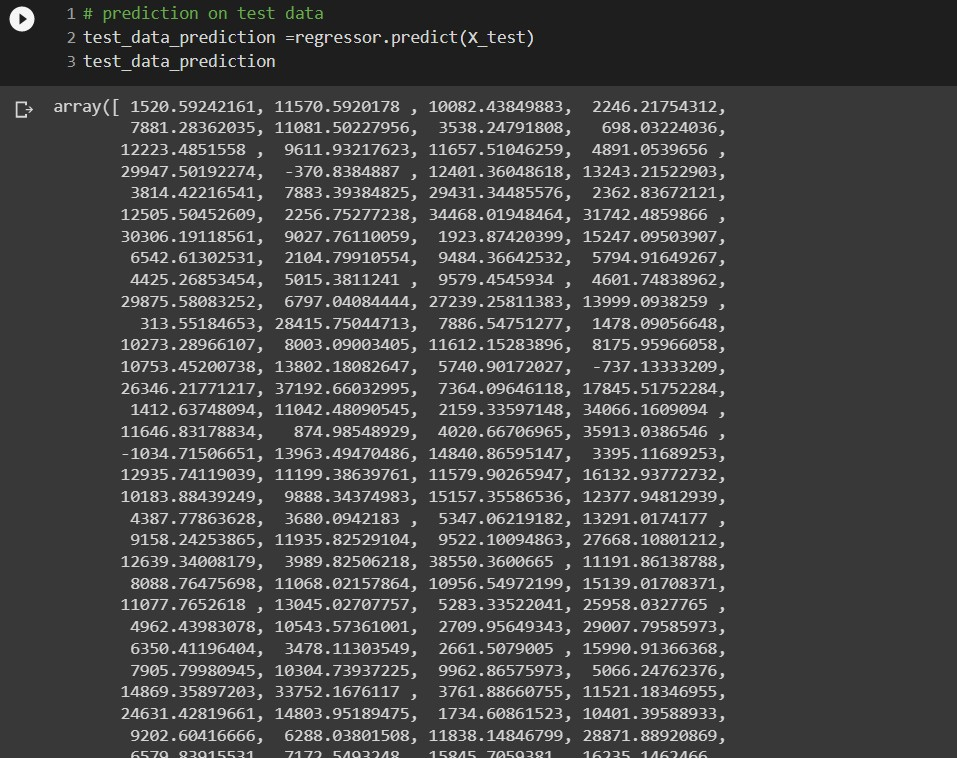 1 # prediction on test data
2 test_data_prediction =regressor.predict(X_test)
3 test_data_prediction
array([ 1520.59242161, 11570.5920178 , 10082.43849883, 2246.21754312,
7881.28362035, 11081.50227956, 3538.24791808, 698.03224036,
12223.4851558 , 9611.93217623, 11657.51046259, 4891.0539656 ,
29947.50192274, -370.8384887 , 12401.36048618, 13243.21522903,
3814.42216541, 7883.39384825, 29431.34485576, 2362.83672121,
12505.50452609, 2256.75277238, 34468.01948464, 31742.4859866 ,
30306.19118561, 9027.76110059, 1923.87420399, 15247.09503907,
6542.61302531, 2104.79910554, 9484.36642532, 5794.91649267,
4425.26853454, 5015.3811241 , 9579.4545934 , 4601.74838962,
29875.58083252, 6797.04084444, 27239.25811383, 13999.0938259 ,
313.55184653, 28415.75044713, 7886.54751277, 1478.09056648,
10273.28966107, 8003.09003405, 11612.15283896, 8175.95966058,
10753.45200738, 13802.18082647, 5740.90172027, -737.13333209,
26346.21771217, 37192.66032995, 7364.09646118, 17845.51752284,
1412.63748094, 11042.48090545, 2159.33597148, 34066.1609094 ,
11646.83178834, 874.98548929, 4020.66706965, 35913.0386546 ,
-1034.71506651, 13963.49470486, 14840.86595147, 3395.11689253,
12935.74119039, 11199.38639761, 11579.90265947, 16132.93772732,
10183.88439249, 9888.34374983, 15157.35586536, 12377.94812939,
4387.77863628, 3680.0942183 , 5347.06219182, 13291.0174177 ,
9158.24253865, 11935.82529104, 9522.10094863, 27668.10801212,
12639.34008179, 3989.82506218, 38550.3600665 , 11191.86138788,
8088.76475698, 11068.02157864, 10956.54972199, 15139.01708371,
11077.7652618 , 13045.02707757, 5283.33522041, 25958.0327765 ,
4962.43983078, 10543.57361001, 2709.95649343, 29007.79585973,
6350.41196404, 3478.11303549, 2661.5079005 , 15990.91366368,
7905.79980945, 10304.73937225, 9962.86575973, 5066.24762376,
14869.35897203, 33752.1676117 , 3761.88660755, 11521.18346955,
24631.42819661, 14803.95189475, 1734.60861523, 10401.39588933,
9202.60416666, 6288.03801508, 11838.14846799, 28871.88920869,
6579.83915531, 7172.5493248 , 15845.7059381 , 16235.1462466